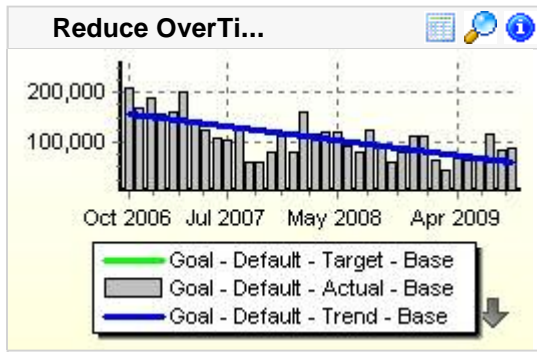 Reduce OverTi...
200,000
100,000
Oct 2006 Jul 2007 May 2008 Apr 2009
Goal - Default - Target - Base
Goal - Default - Actual - Base
Goal - Default - Trend - Base